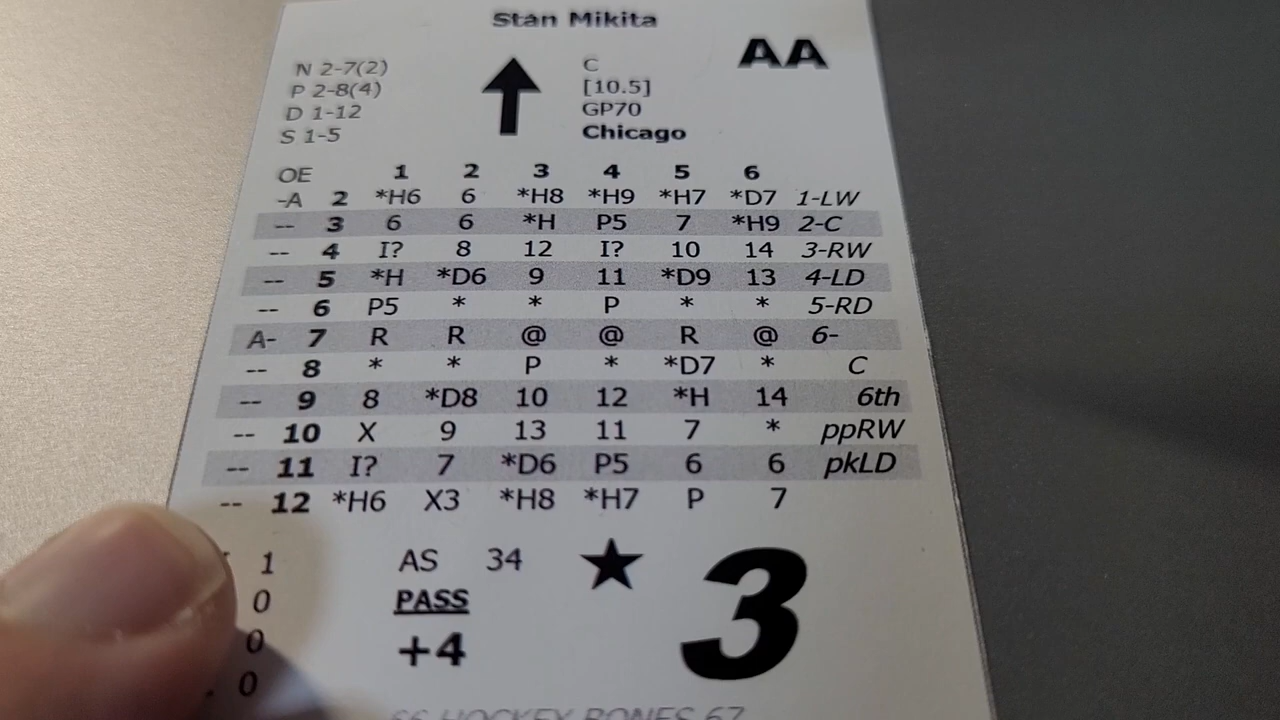 Stan Mikita
AA
N 2-7(2)
P 2-8(4)
D 1-12
S 1-5
C
[10.5]
GP70
Chicago
OE 1 2 3 4 5 6
-A 2 *H6 6 *H8 *H9 *H7 *D7 1-LW
-- 3 6 6 *H P5 7 *H9 2-C
-- 4 I? 8 12 I? 10 14 3-RW
-- 5 *H *D6 9 11 *D9 13 4-LD
-- 6 P5 * * P * * 5-RD
A- 7 R R @ @ R @ 6-
-- 8 * * P * *D7 * C
-- 9 8 *D8 10 12 *H 14 6th
-- 10 X 9 13 11 7 * ppRW
-- 11 I? 7 *D6 P5 6 6 pkLD
-- 12 *H6 X3 *H8 *H7 P 7
1
0
0
0
AS 34
PASS
+4
3
66 HOCKEY BONES 67